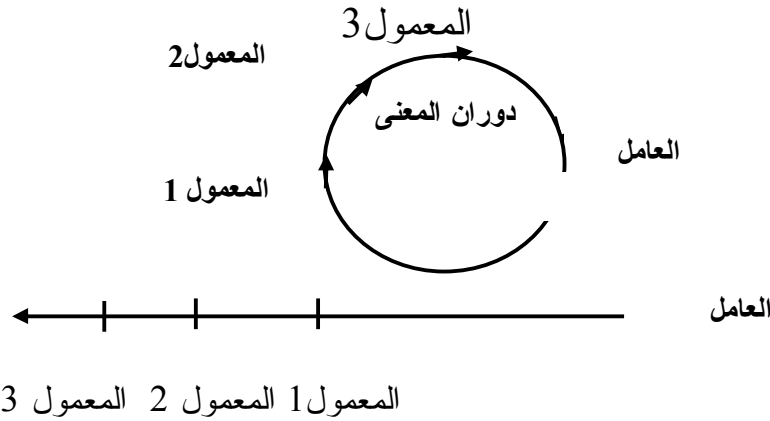 المعمول3
المعمول2
دوران المعنى
العامل
المعمول 1
العامل
المعمول1 المعمول 2 المعمول 3